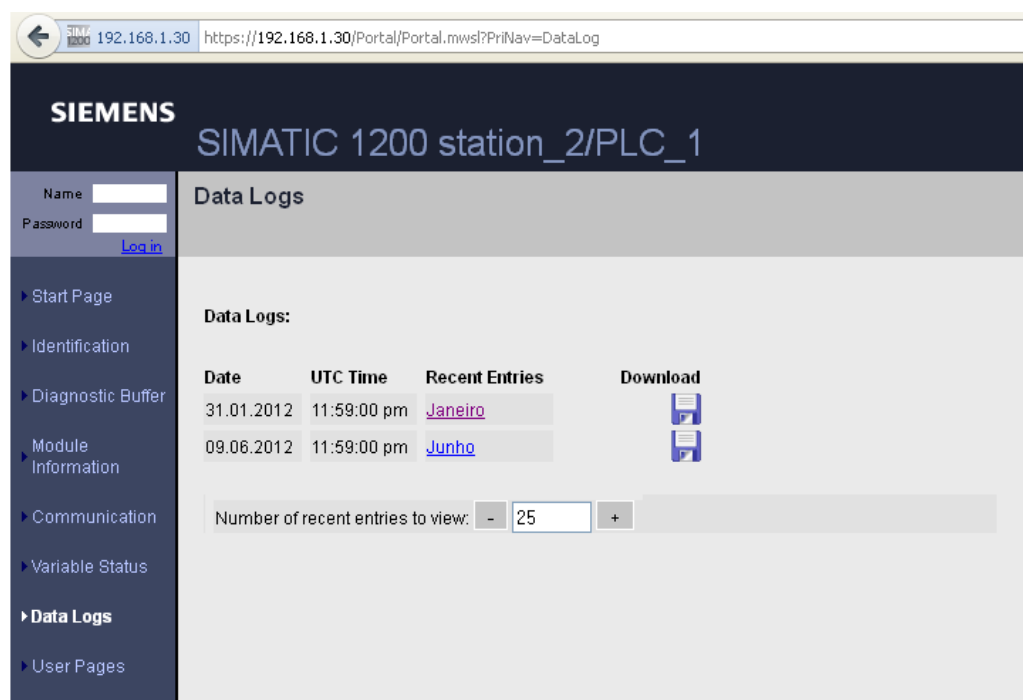 192.168.1.30 https://192.168.1.30/Portal/Portal.mwsl?PriNav=DataLog
SIEMENS
SIMATIC 1200 station_2/PLC_1
Name
Password
Log in
Data Logs
Start Page
Identification
Diagnostic Buffer
Module
Information
Communication
Variable Status
Data Logs
User Pages
Data Logs:
Date UTC Time Recent Entries Download
31.01.2012 11:59:00 pm Janeiro
09.06.2012 11:59:00 pm Junho
Number of recent entries to view: - 25 +